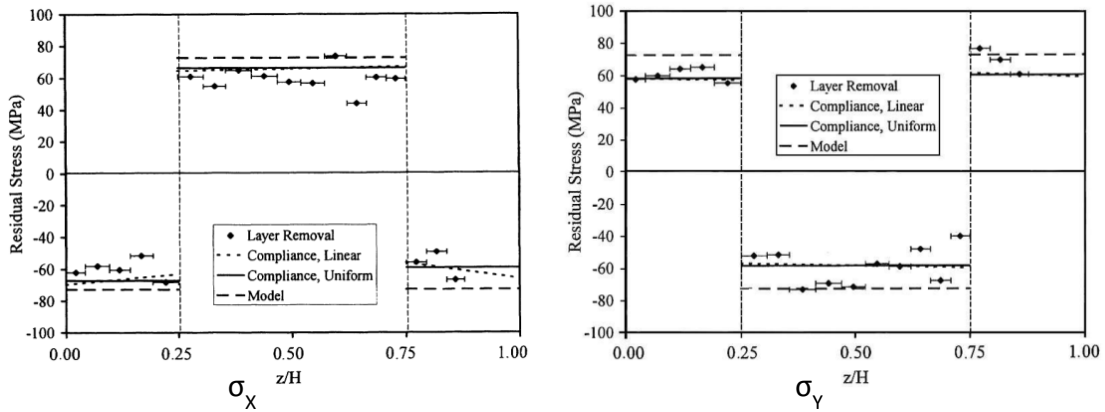 100
80
60
40
20
0
-20
-40
-60
-80
-100
Residual Stress (MPa)
Layer Removal
Compliance, Linear
Compliance, Uniform
Model
0.00
0.25
0.50
0.75
1.00
z/H
σX
100
80
60
40
20
0
-20
-40
-60
-80
-100
Residual Stress (MPa)
Layer Removal
Compliance, Linear
Compliance, Uniform
Model
0.00
0.25
0.50
0.75
1.00
z/H
σY